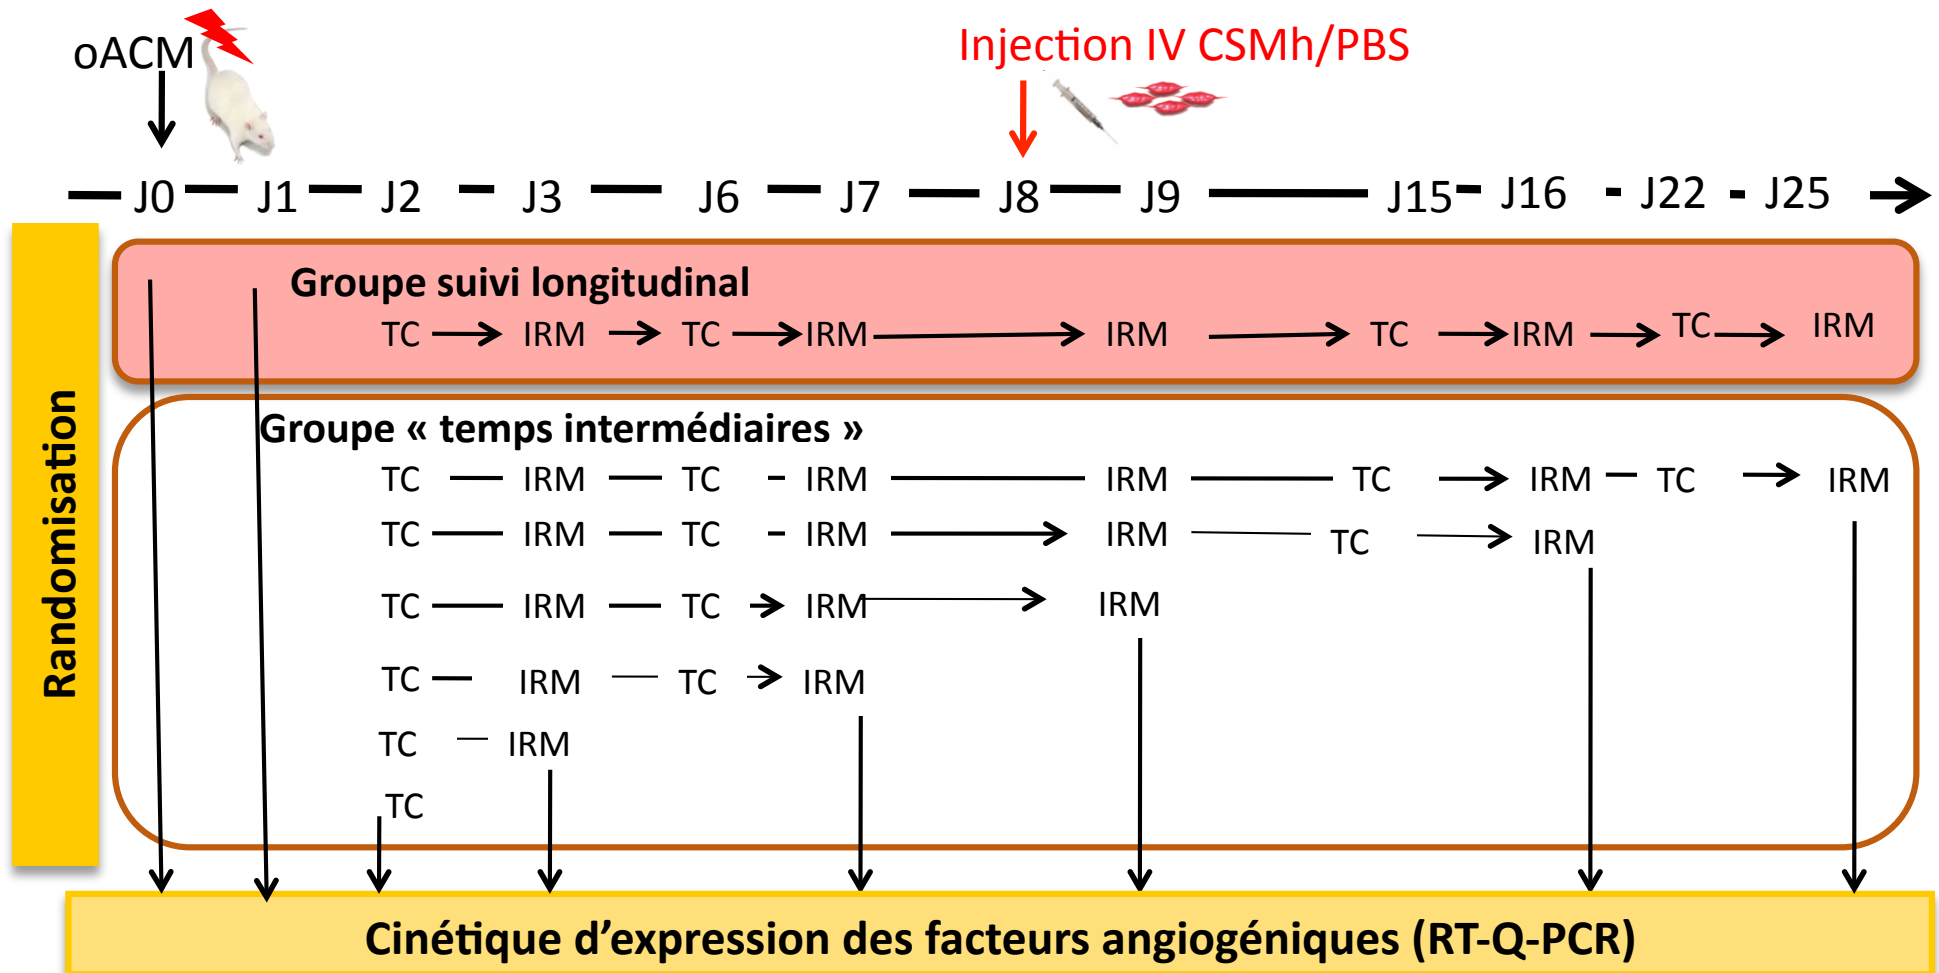 oACM
Injection IV CSMh/PBS
J0 J1 J2 J3 J6 J7 J8 J9 J15 J16 J22 J25
Randomisation
Groupe suivi longitudinal
TC IRM TC IRM IRM TC IRM TC IRM
Groupe « temps intermédiaires »
TC IRM TC IRM IRM TC IRM TC IRM
TC IRM TC IRM IRM TC IRM
TC IRM TC IRM IRM
TC IRM TC IRM
TC IRM
TC
Cinétique d’expression des facteurs angiogéniques (RT-Q-PCR)